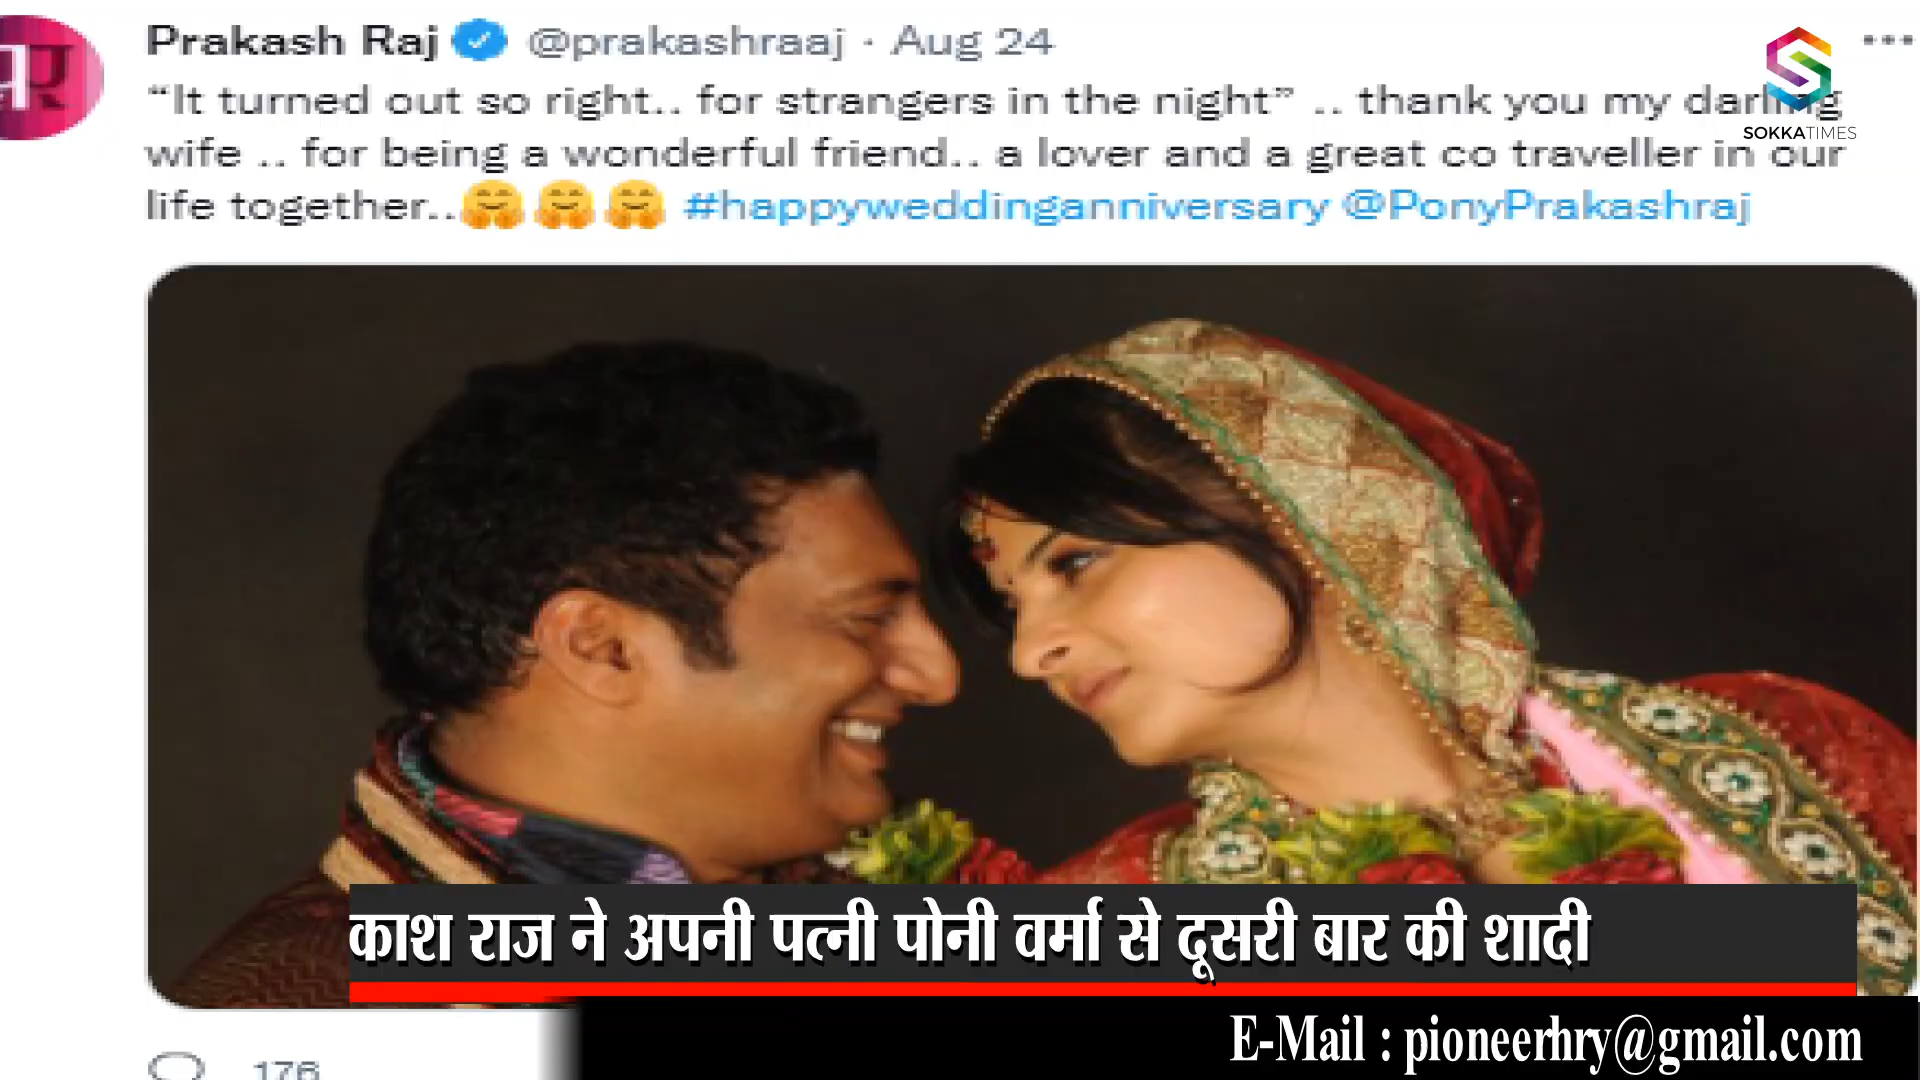 Prakash Raj @prakashraaj · Aug 24
SOKKATIMES
“It turned out so right.. for strangers in the night” .. thank you my darling
wife .. for being a wonderful friend.. a lover and a great co traveller in our
life together..🤗🤗🤗 #happyweddinganniversary @PonyPrakashraj
काश राज ने अपनी पत्नी पोनी वर्मा से दूसरी बार की शादी
E-Mail : pioneerhry@gmail.com
176